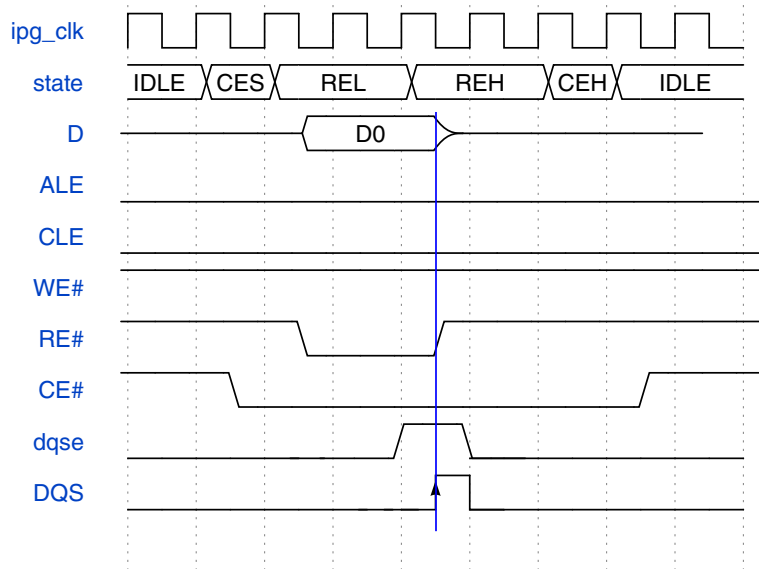 ipg_clk
state IDLE CES REL REH CEH IDLE
D D0
ALE
CLE
WE#
RE#
CE#
dqse
DQS